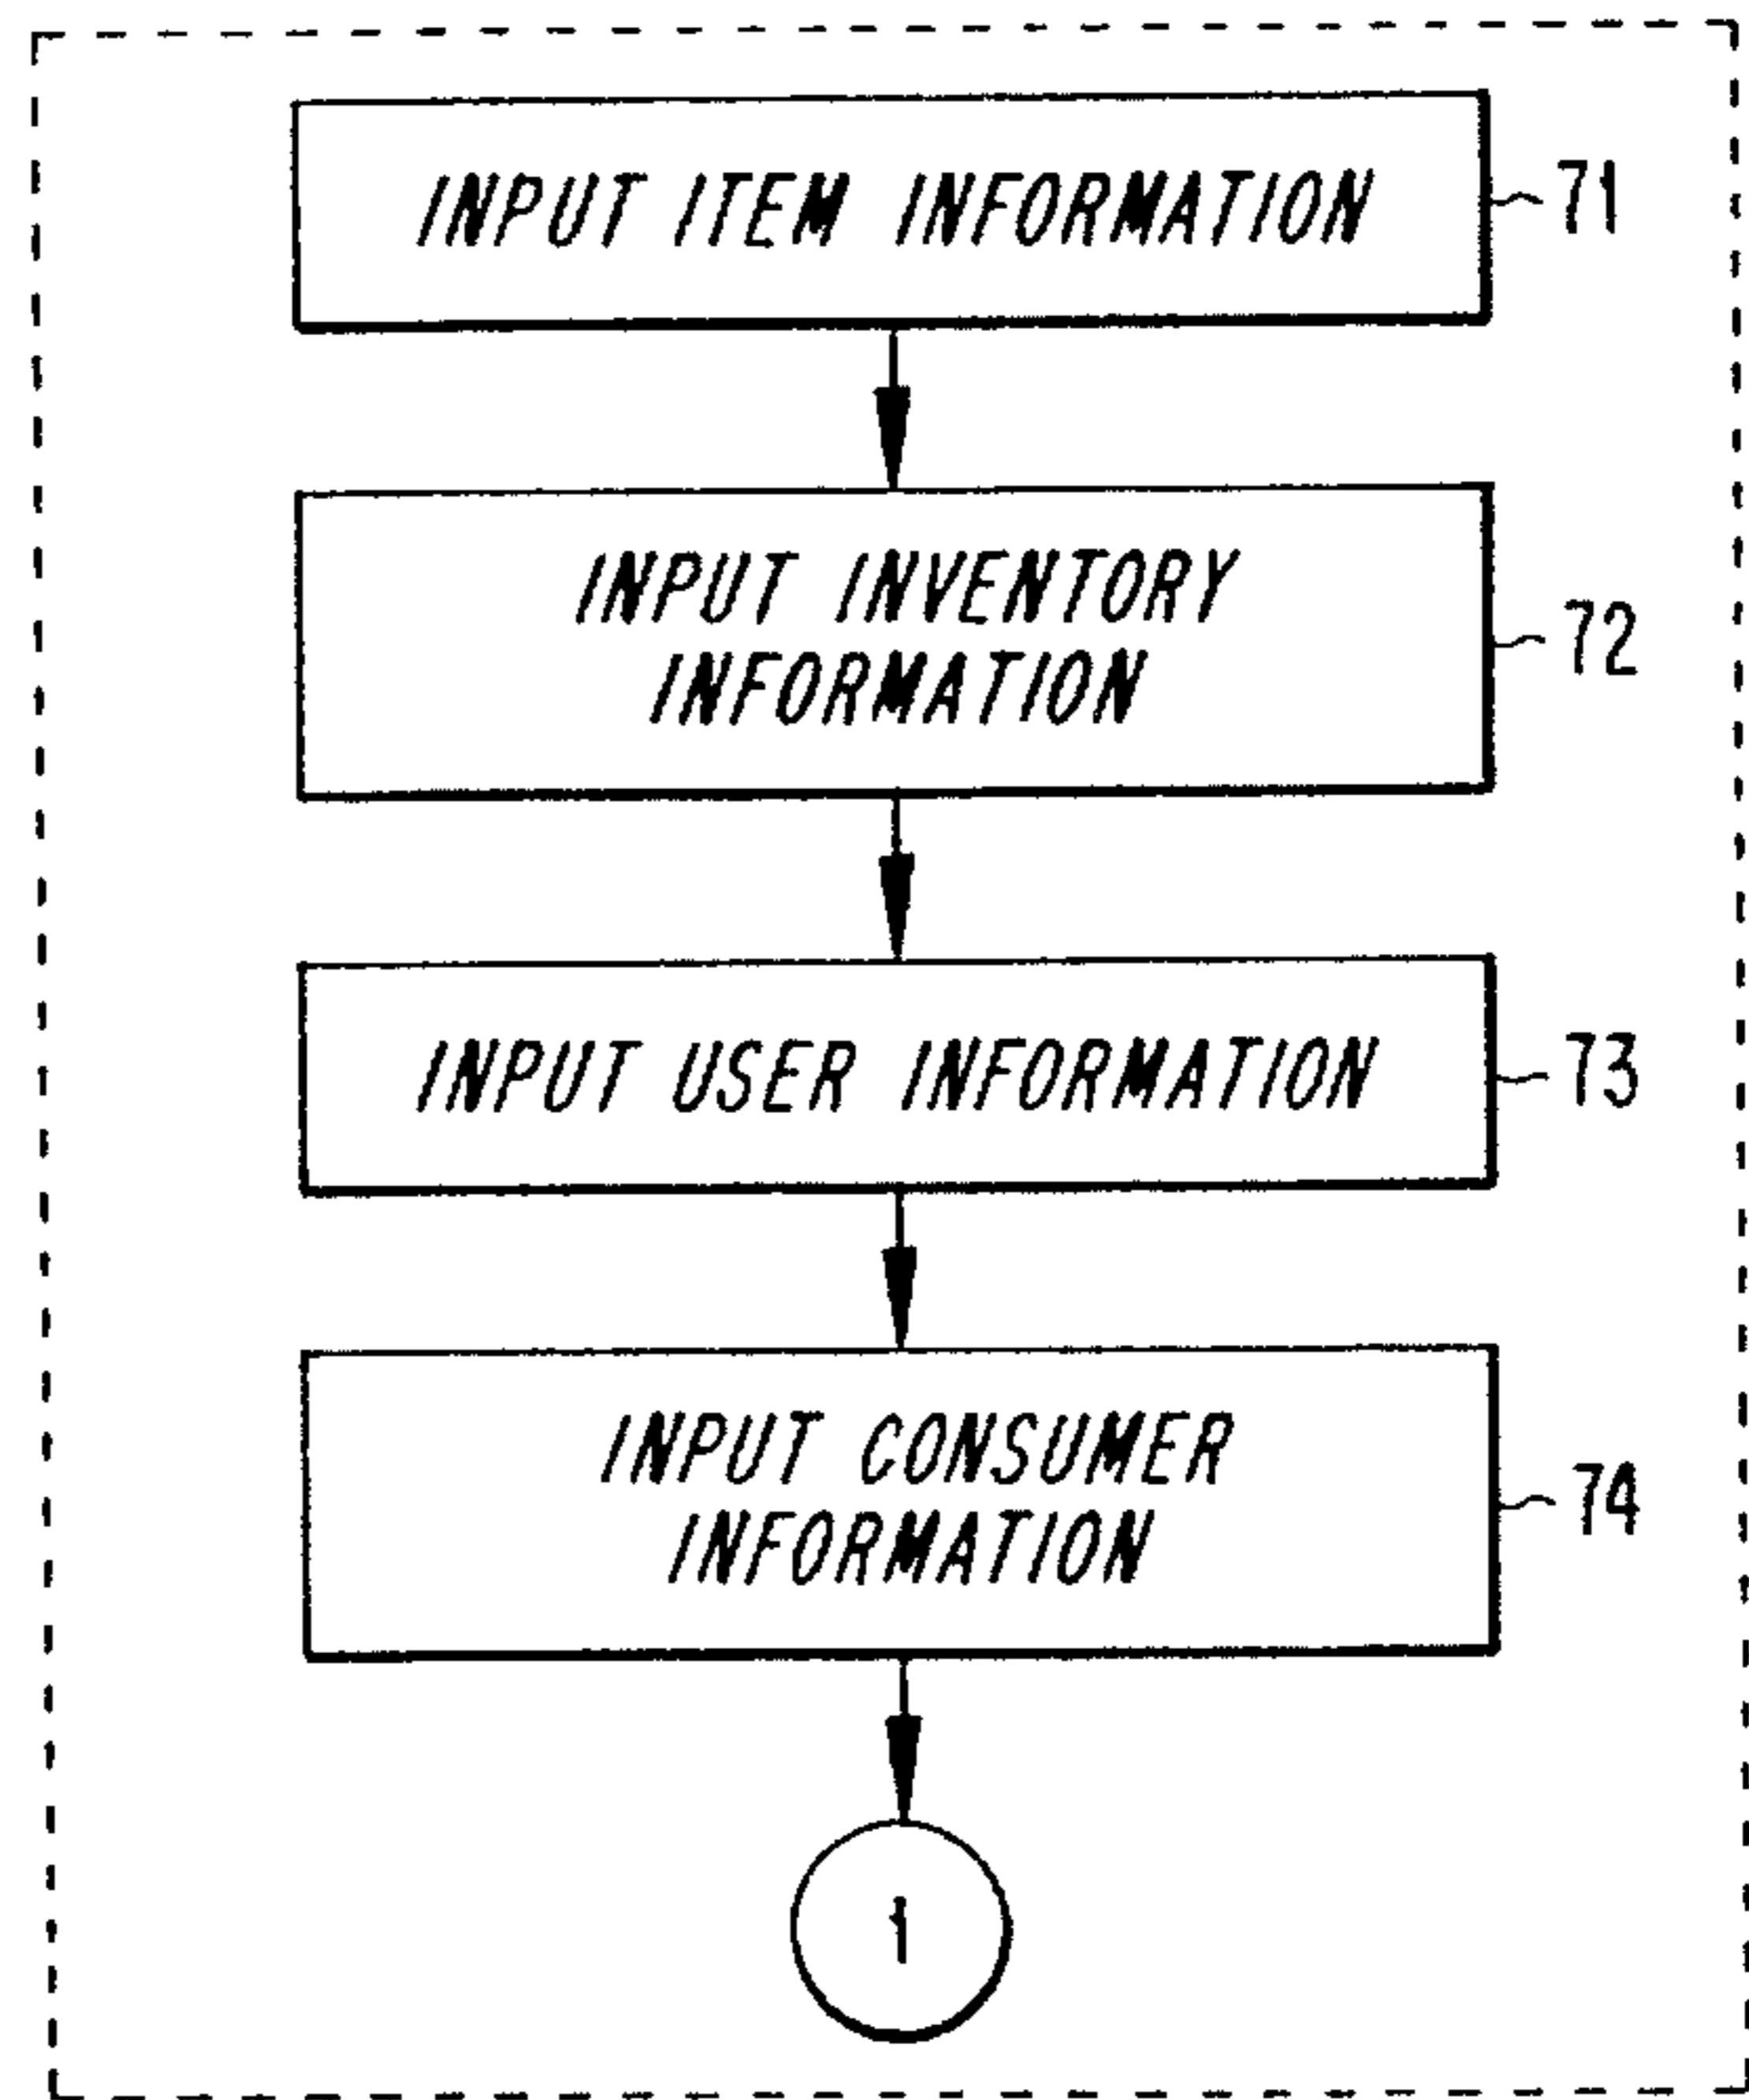 INPUT ITEM INFORMATION
71
INPUT INVENTORY
INFORMATION
72
INPUT USER INFORMATION
73
INPUT CONSUMER
INFORMATION
74
1